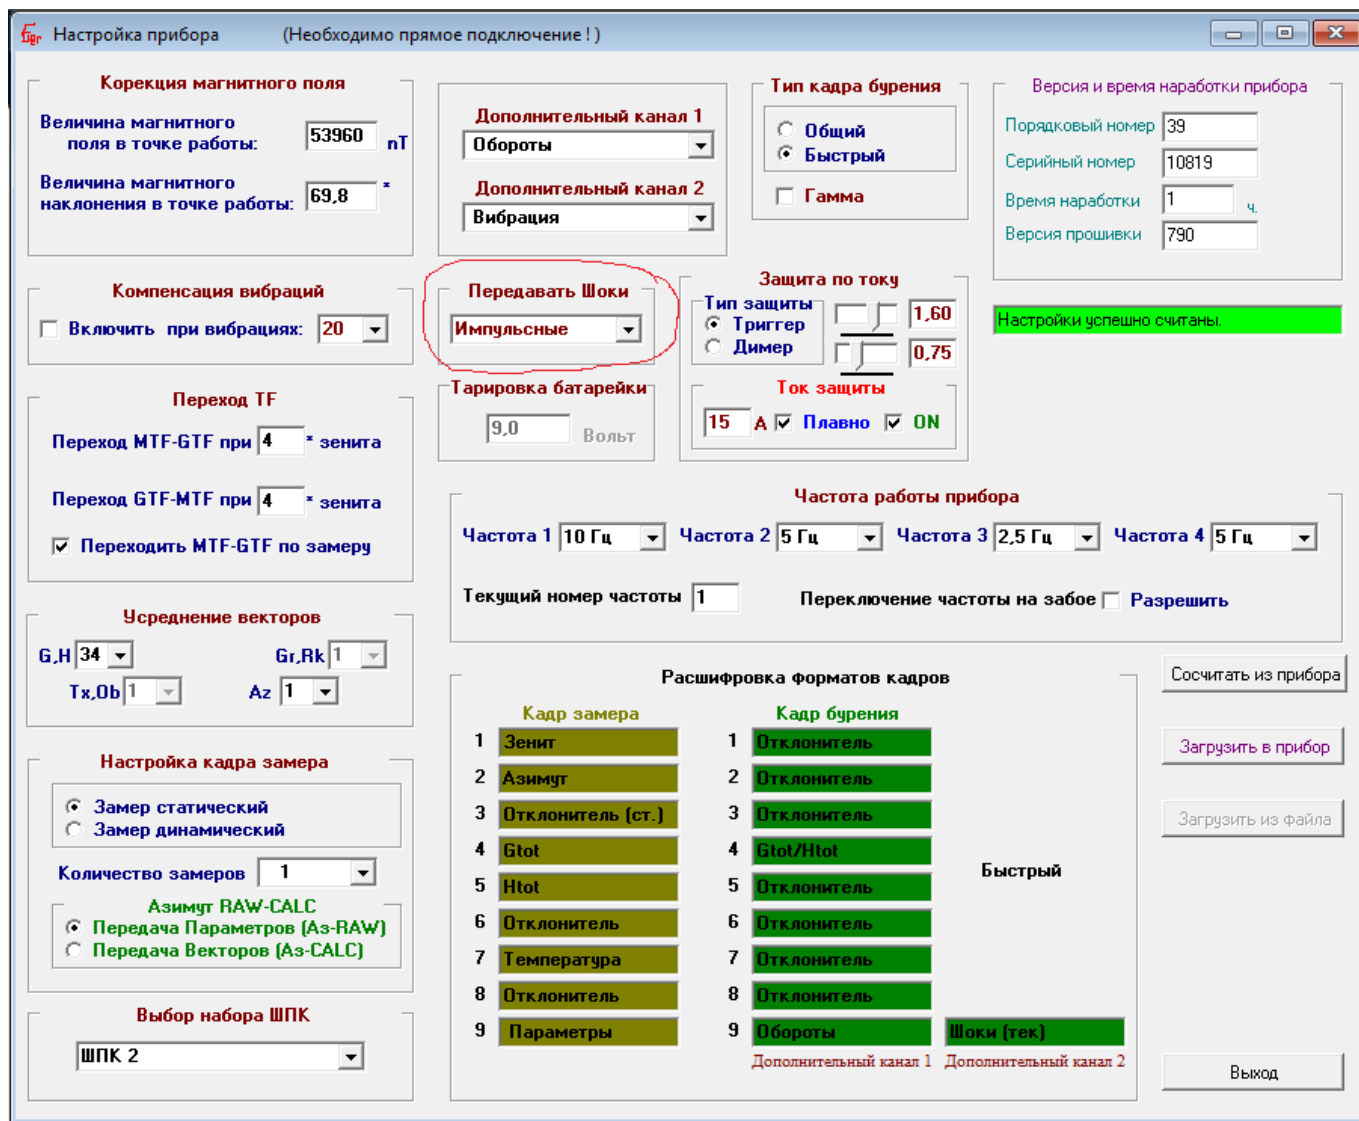 Настройка прибора (Необходимо прямое подключение ! )
Корекция магнитного поля
Величина магнитного
поля в точке работы: 53960 nT
Величина магнитного
наклонения в точке работы: 69,8 °
Дополнительный канал 1
Обороты
Дополнительный канал 2
Вибрация
Тип кадра бурения
Общий
Быстрый
Гамма
Версия и время наработки прибора
Порядковый номер 39
Серийный номер 10819
Время наработки 1 ч.
Версия прошивки 790
Компенсация вибраций
Включить при вибрациях: 20
Передавать Шоки
Импульсные
Защита по току
Тип защиты
Триггер
Димер
1,60
0,75
Ток защиты
15 А Плавно ON
Настройки успешно считаны.
Тарировка батарейки
9,0 Вольт
Переход TF
Переход MTF-GTF при 4 ° зенита
Переход GTF-MTF при 4 ° зенита
Переходить MTF-GTF по замеру
Частота работы прибора
Частота 1 10 Гц Частота 2 5 Гц Частота 3 2,5 Гц Частота 4 5 Гц
Текущий номер частоты 1 Переключение частоты на забое Разрешить
Усреднение векторов
G,H 34 Gr,Rk 1
Tx,Ob 1 Az 1
Настройка кадра замера
Замер статический
Замер динамический
Количество замеров 1
Азимут RAW-CALC
Передача Параметров (Аз-RAW)
Передача Векторов (Аз-CALC)
Выбор набора ШПК
ШПК 2
Расшифровка форматов кадров
Кадр замера Кадр бурения
1 Зенит 1 Отклонитель
2 Азимут 2 Отклонитель
3 Отклонитель (ст.) 3 Отклонитель
4 Gtot 4 Gtot/Htot
5 Htot 5 Отклонитель
Быстрый
6 Отклонитель 6 Отклонитель
7 Температура 7 Отклонитель
8 Отклонитель 8 Отклонитель
9 Параметры 9 Обороты Шоки (тек)
Дополнительный канал 1 Дополнительный канал 2
Сосчитать из прибора
Загрузить в прибор
Загрузить из файла
Выход